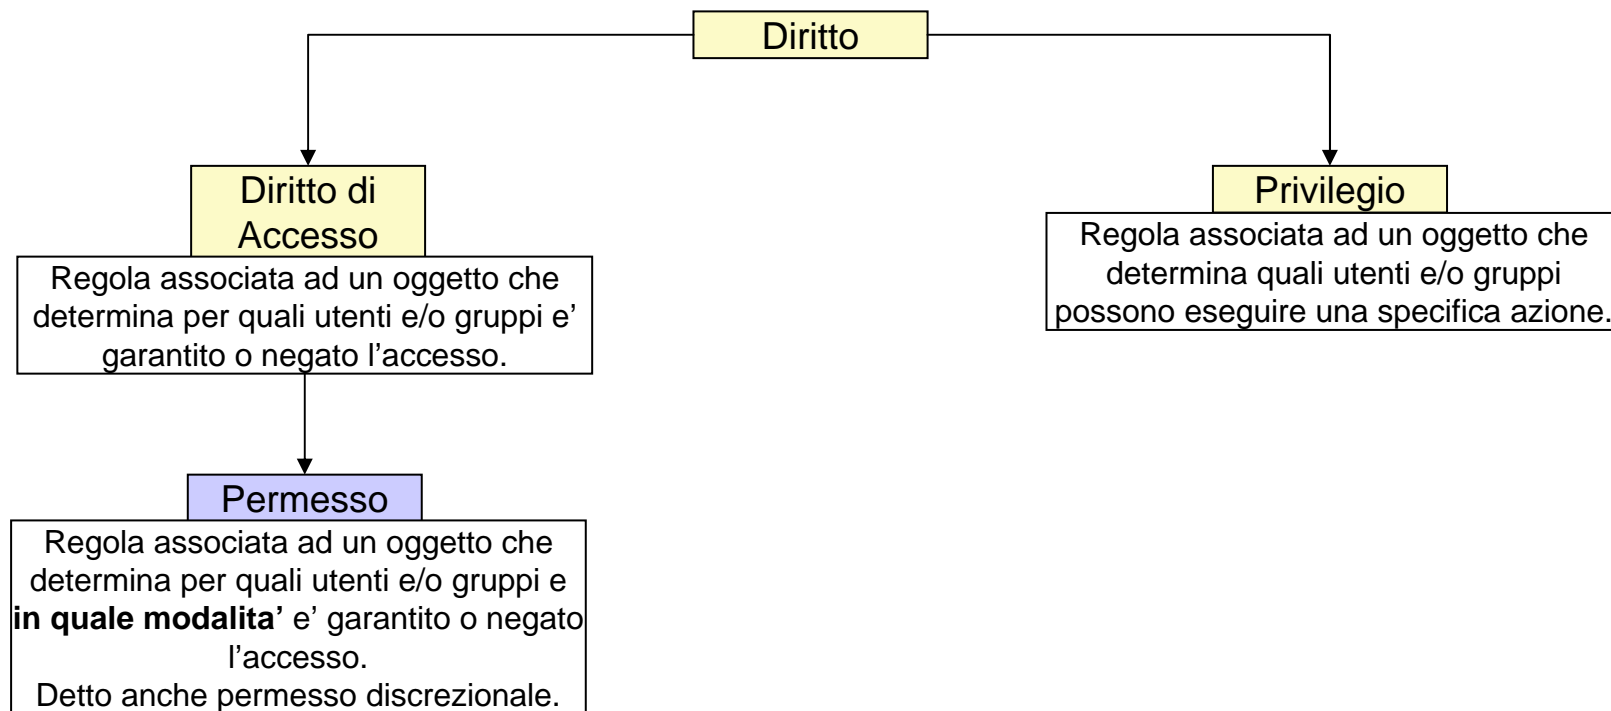 Diritto
Diritto di
Accesso
Regola associata ad un oggetto che
determina per quali utenti e/o gruppi e’
garantito o negato l’accesso.
Privilegio
Regola associata ad un oggetto che
determina quali utenti e/o gruppi
possono eseguire una specifica azione.
Permesso
Regola associata ad un oggetto che
determina per quali utenti e/o gruppi e
in quale modalita’ e’ garantito o negato
l’accesso.
Detto anche permesso discrezionale.